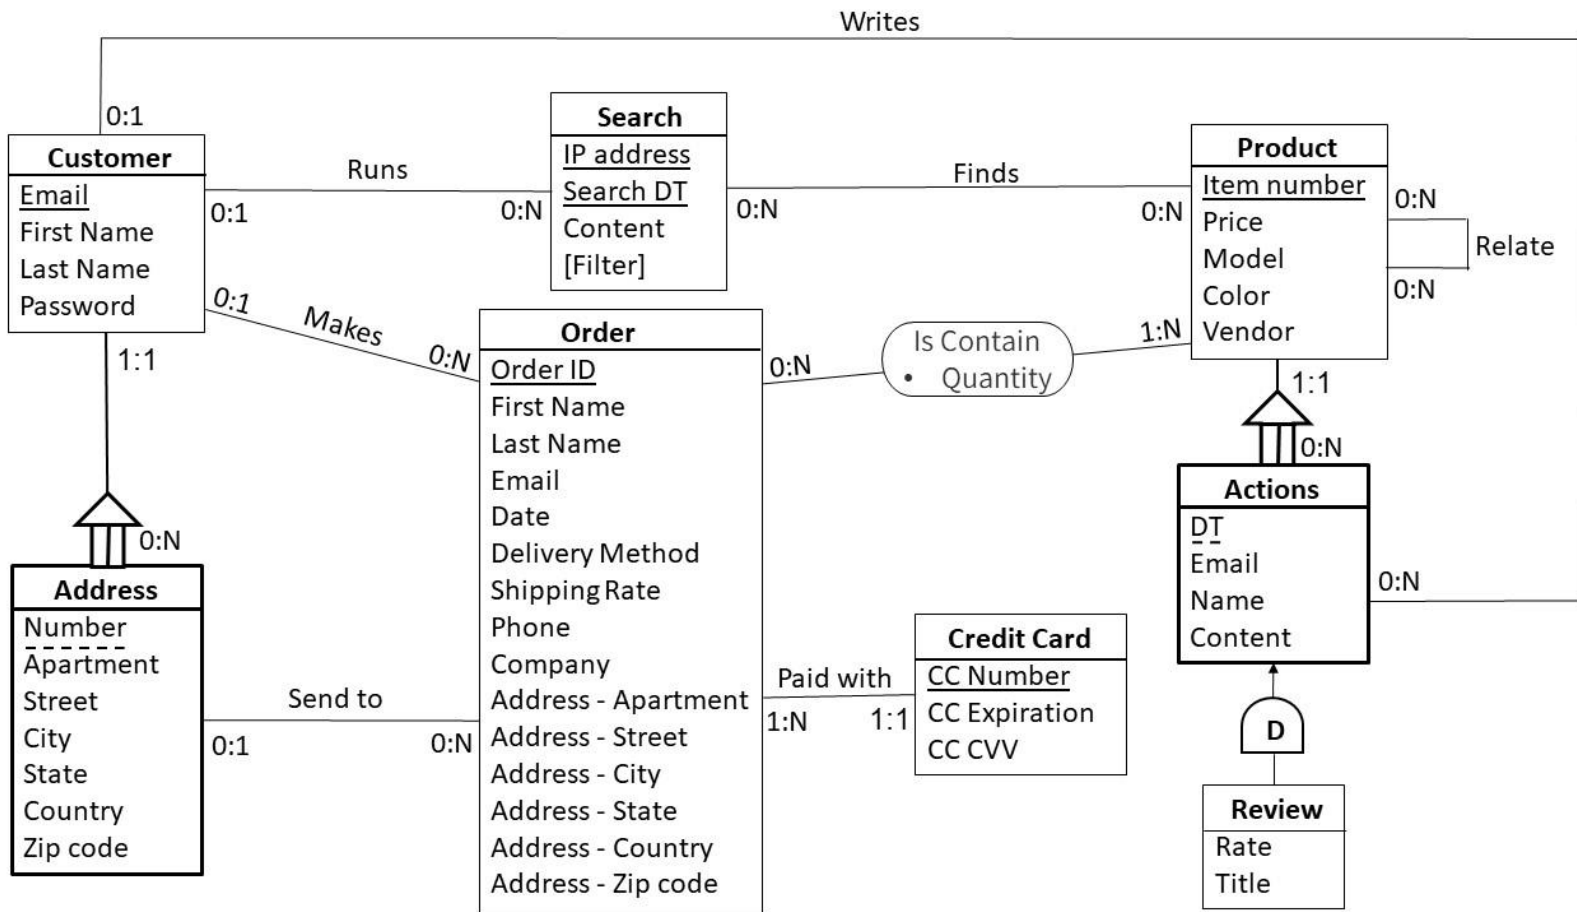 Writes
0:1
Customer
Email
First Name
Last Name
Password
0:1
Runs
0:N
Search
IP address
Search DT
Content
[Filter]
0:N
Finds
0:N
Product
Item number
Price
Model
Color
Vendor
0:N
Relate
0:N
0:1
Makes
0:N
Order
Order ID
First Name
Last Name
Email
Date
Delivery Method
Shipping Rate
Phone
Company
Address - Apartment
Address - Street
Address - City
Address - State
Address - Country
Address - Zip code
0:N
Is Contain
• Quantity
1:N
1:1
0:N
Address
Number
Apartment
Street
City
State
Country
Zip code
0:1
Send to
0:N
1:N
Paid with
1:1
Credit Card
CC Number
CC Expiration
CC CVV
1:1
0:N
Actions
DT
Email
Name
Content
0:N
D
Review
Rate
Title